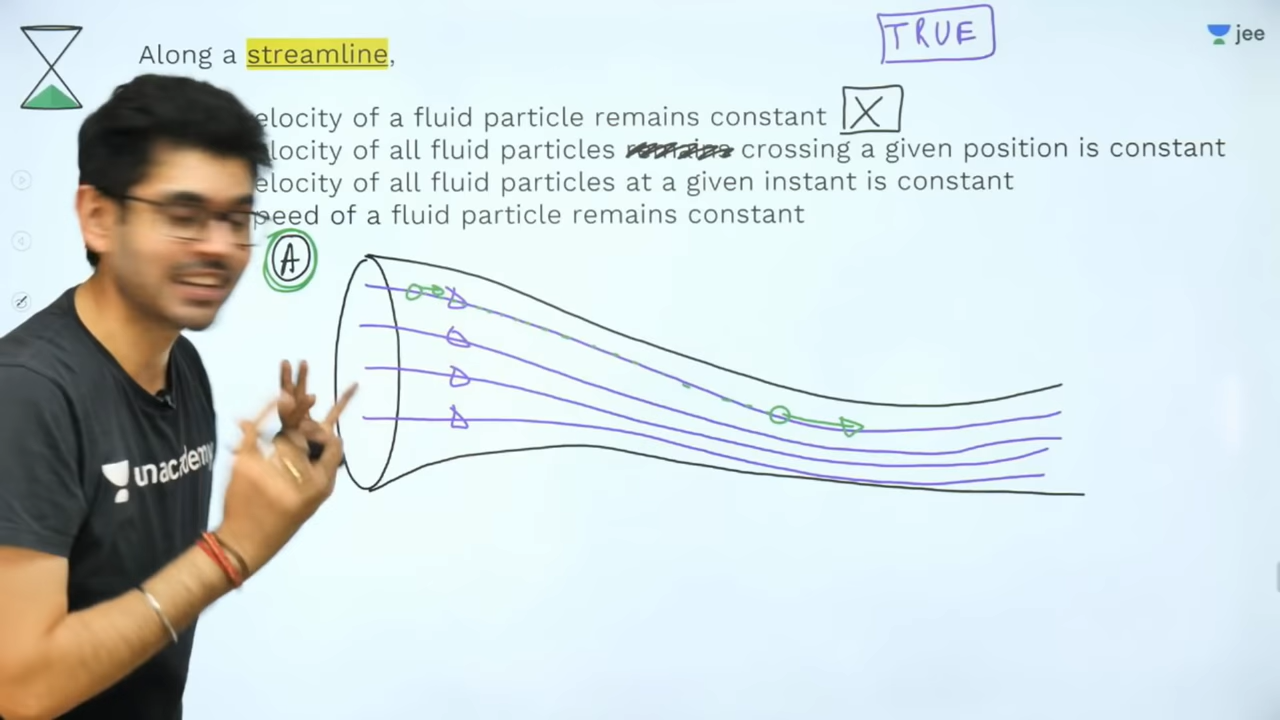 TRUE
jee
Along a streamline,
elocity of a fluid particle remains constant X
locity of all fluid particles crossing a given position is constant
elocity of all fluid particles at a given instant is constant
peed of a fluid particle remains constant
A
unacademy